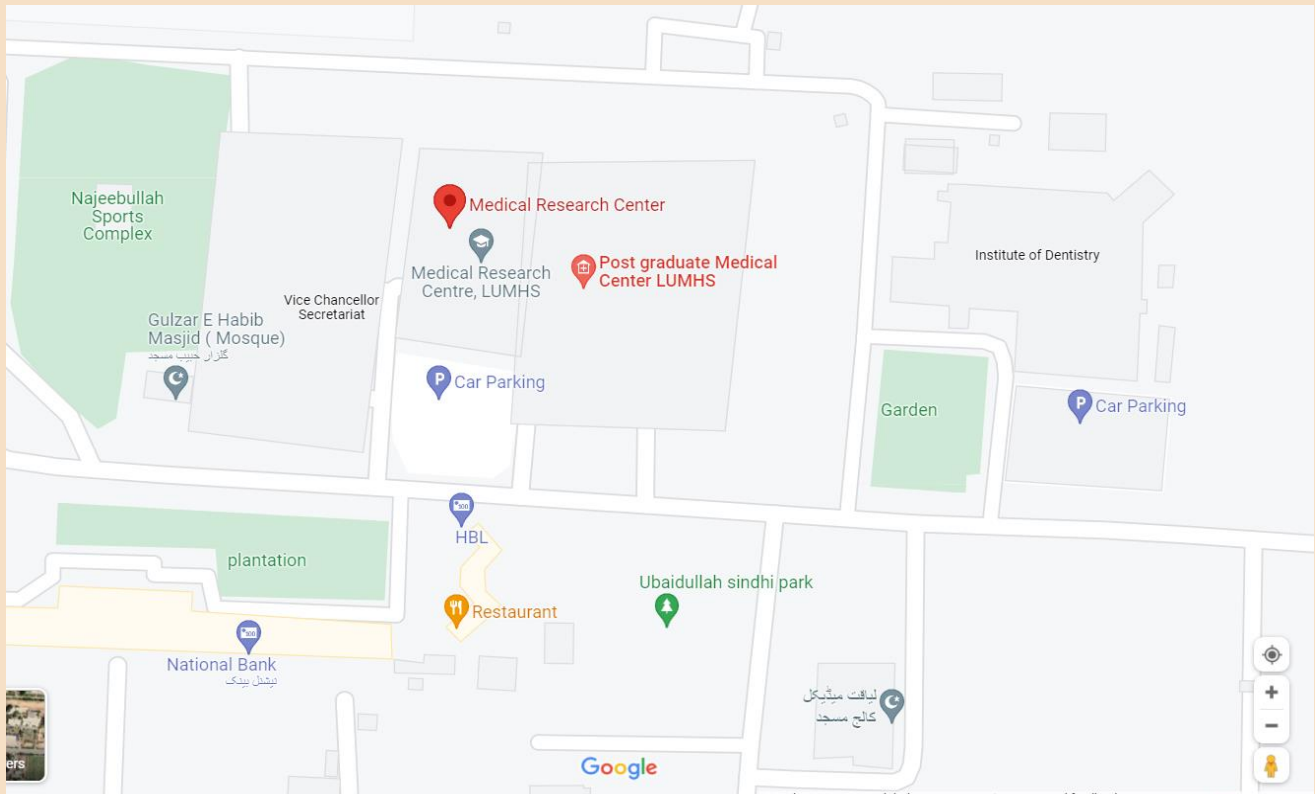 Najeebullah
Sports
Complex
Medical Research Center
Medical Research
Centre, LUMHS
Post graduate Medical
Center LUMHS
Institute of Dentistry
Vice Chancellor
Secretariat
Gulzar E Habib
Masjid ( Mosque)
گلزار حبیب مسجد
P Car Parking
Garden
P Car Parking
HBL
plantation
Ubaidullah sindhi park
Restaurant
National Bank
نیشنل بینک
لیاقت میڈیکل
کالج مسجد
ers
Google